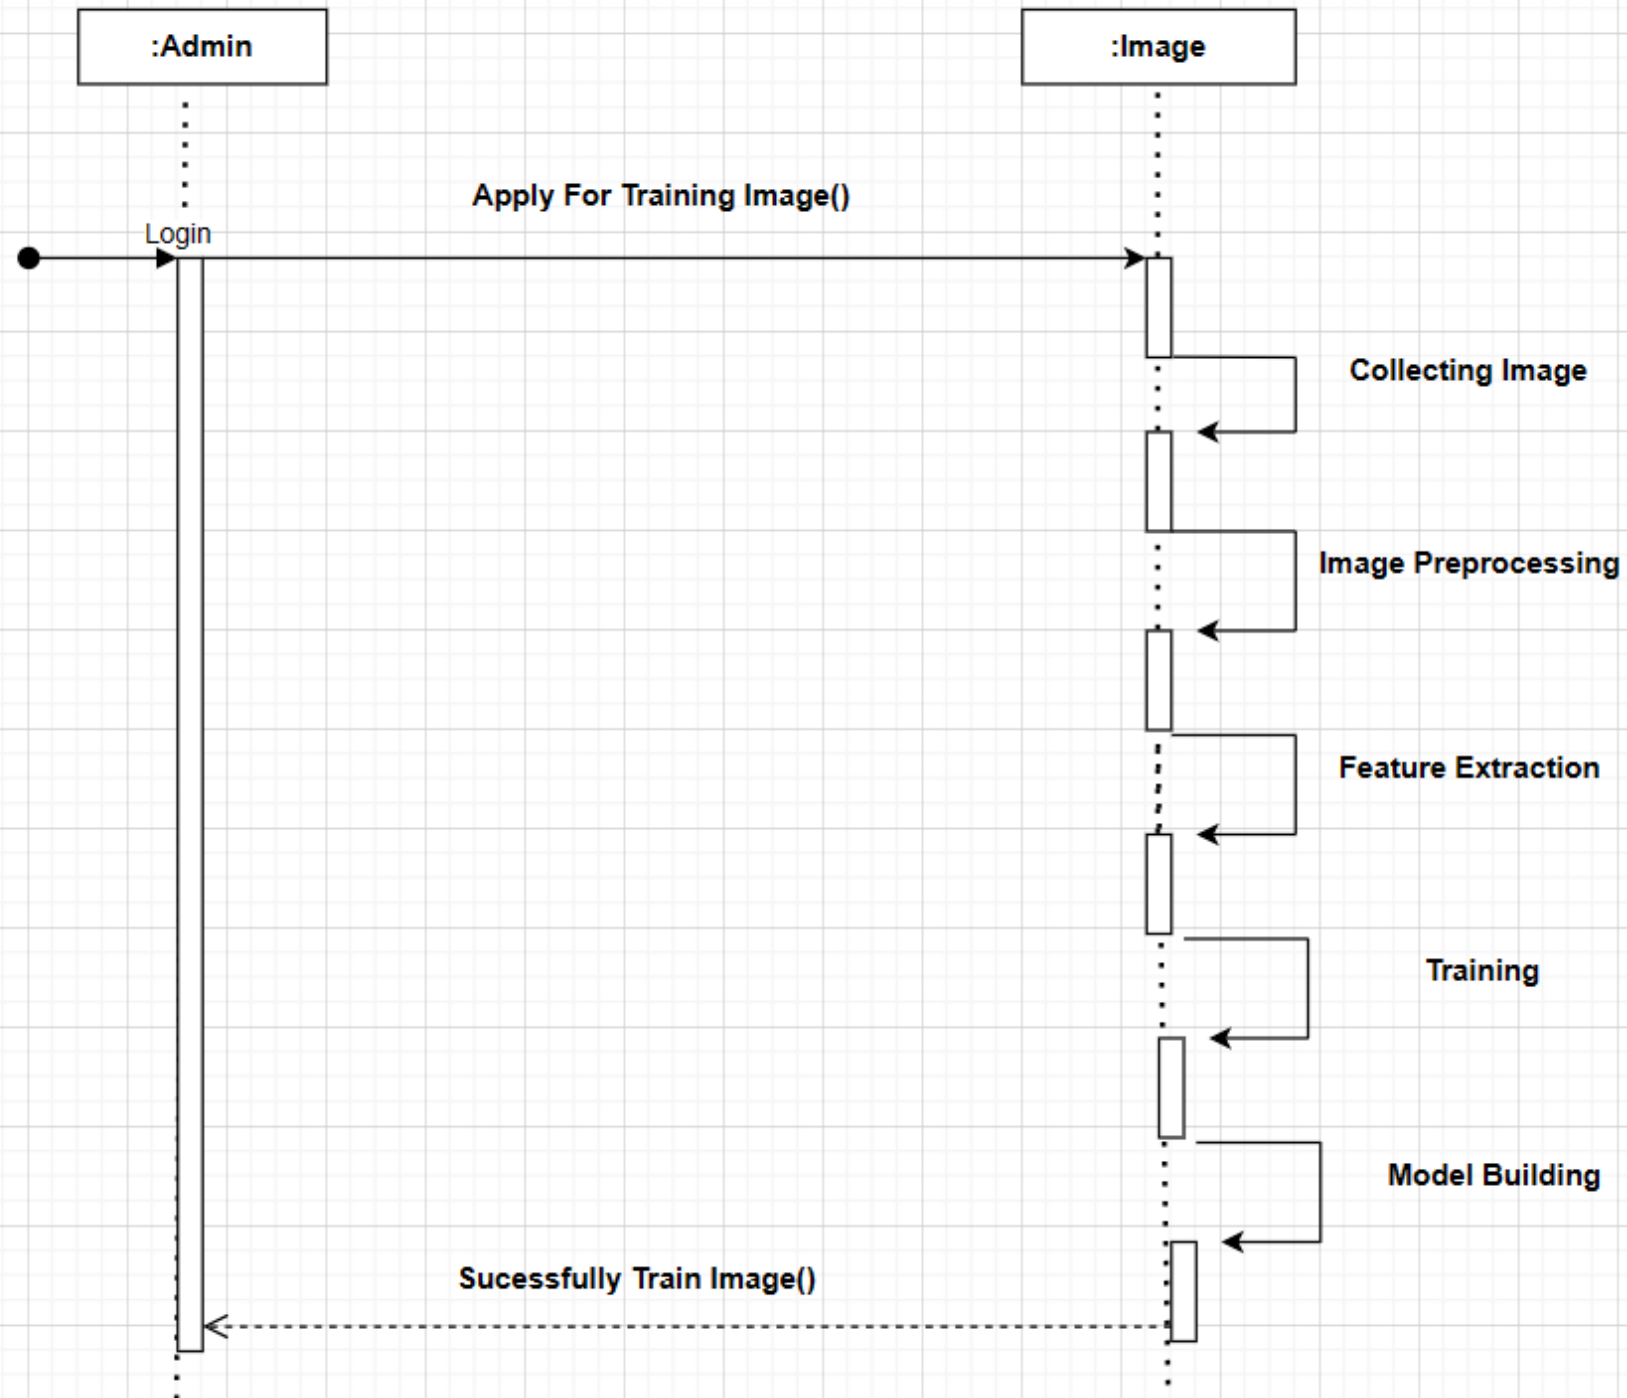 :Admin
:Image
Apply For Training Image()
Login
Collecting Image
Image Preprocessing
Feature Extraction
Training
Model Building
Sucessfully Train Image()